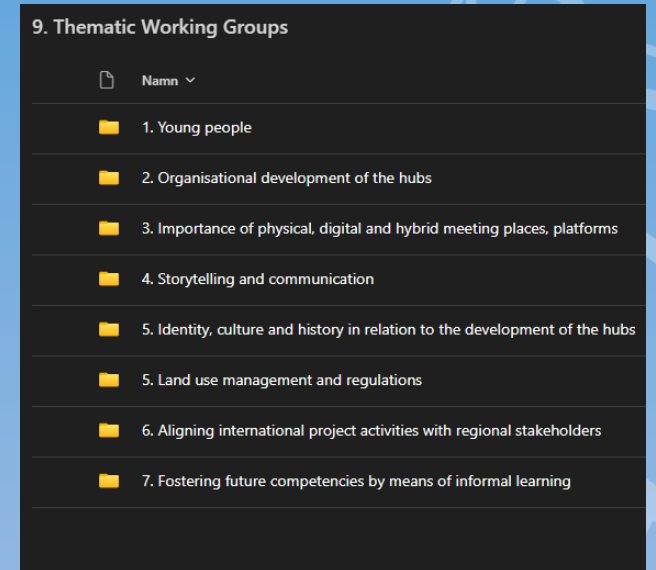 9. Thematic Working Groups
Namn
1. Young people
2. Organisational development of the hubs
3. Importance of physical, digital and hybrid meeting places, platforms
4. Storytelling and communication
5. Identity, culture and history in relation to the development of the hubs
5. Land use management and regulations
6. Aligning international project activities with regional stakeholders
7. Fostering future competencies by means of informal learning